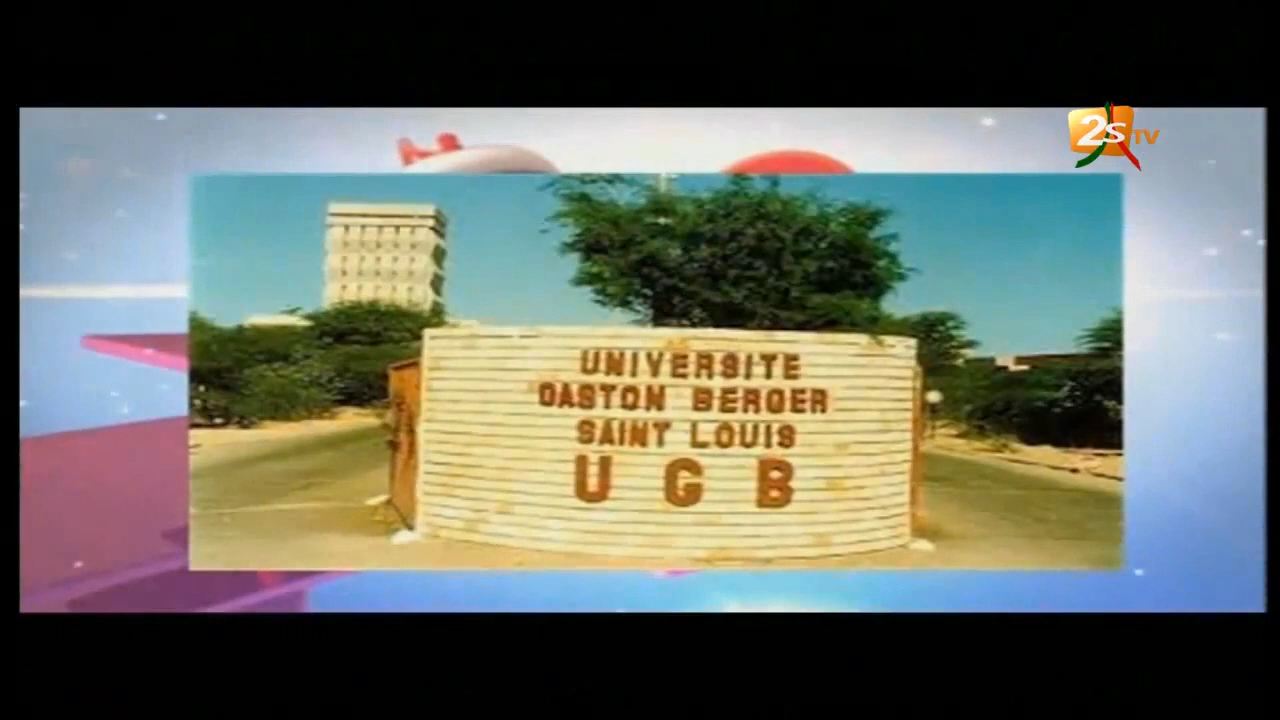 2s TV
UNIVERSITE
GASTON BERGER
SAINT LOUIS
U G B